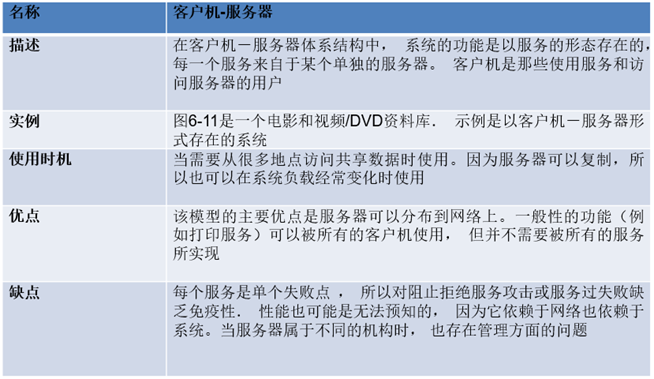 名称 客户机-服务器
描述 在客户机－服务器体系结构中， 系统的功能是以服务的形态存在的，
每一个服务来自于某个单独的服务器。 客户机是那些使用服务和访
问服务器的用户
实例 图6-11是一个电影和视频/DVD资料库． 示例是以客户机－服务器形
式存在的系统
使用时机 当需要从很多地点访问共享数据时使用。因为服务器可以复制，所
以也可以在系统负载经常变化时使用
优点 该模型的主要优点是服务器可以分布到网络上。一般性的功能（例
如打印服务）可以被所有的客户机使用， 但并不需要被所有的服务
所实现
缺点 每个服务是单个失败点 ， 所以对阻止拒绝服务攻击或服务过失败缺
乏免疫性． 性能也可能是无法预知的， 因为它依赖于网络也依赖于
系统。当服务器属于不同的机构时， 也存在管理方面的问题